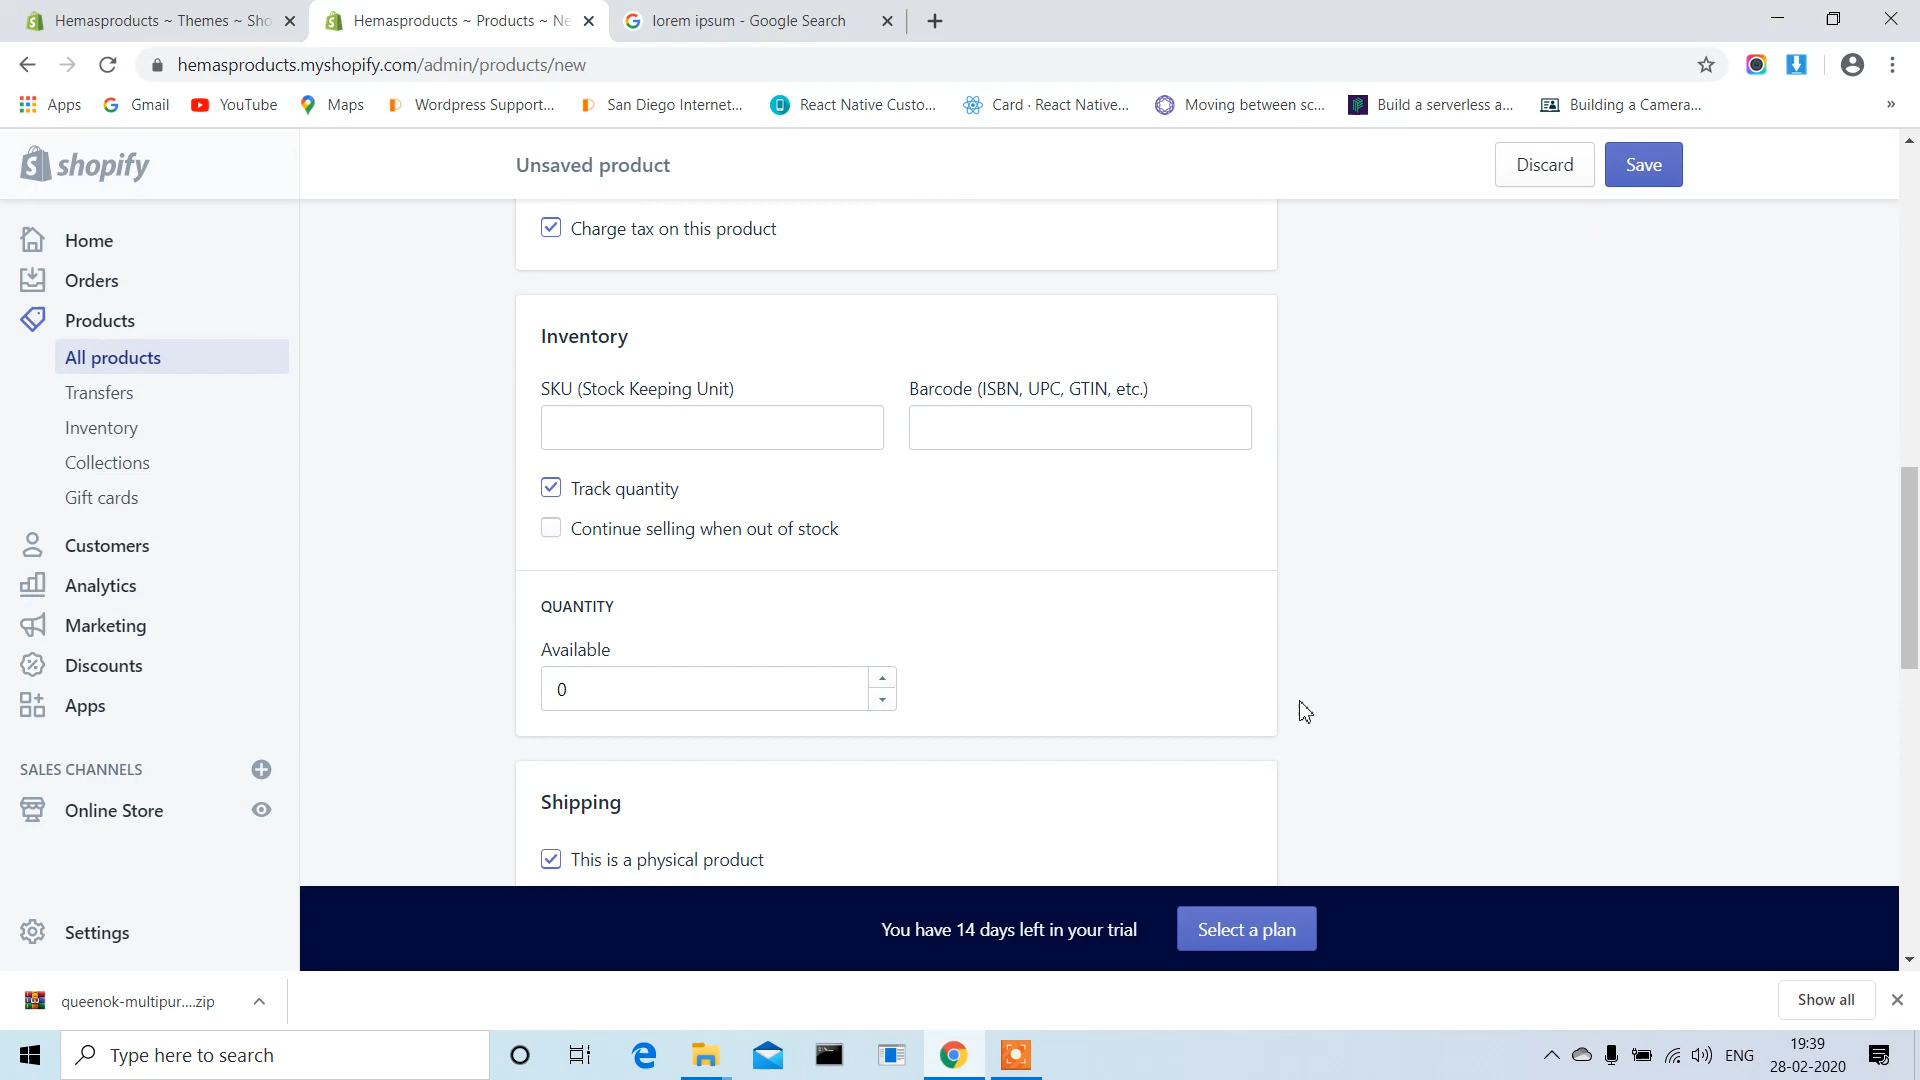 Hemasproducts ~ Themes ~ Sho
Hemasproducts ~ Products ~ Ne
lorem ipsum - Google Search
hemasproducts.myshopify.com/admin/products/new
Apps
Gmail
YouTube
Maps
Wordpress Support...
San Diego Internet...
React Native Custo...
Card · React Native...
Moving between sc...
Build a serverless a...
Building a Camera...
»
shopify
Unsaved product
Discard
Save
Home
Orders
Products
All products
Transfers
Inventory
Collections
Gift cards
Customers
Analytics
Marketing
Discounts
Apps
SALES CHANNELS
Online Store
Settings
Charge tax on this product
Inventory
SKU (Stock Keeping Unit)
Barcode (ISBN, UPC, GTIN, etc.)
Track quantity
Continue selling when out of stock
QUANTITY
Available
0
Shipping
This is a physical product
You have 14 days left in your trial
Select a plan
queenok-multipur....zip
Show all
Type here to search
ENG
19:39
28-02-2020